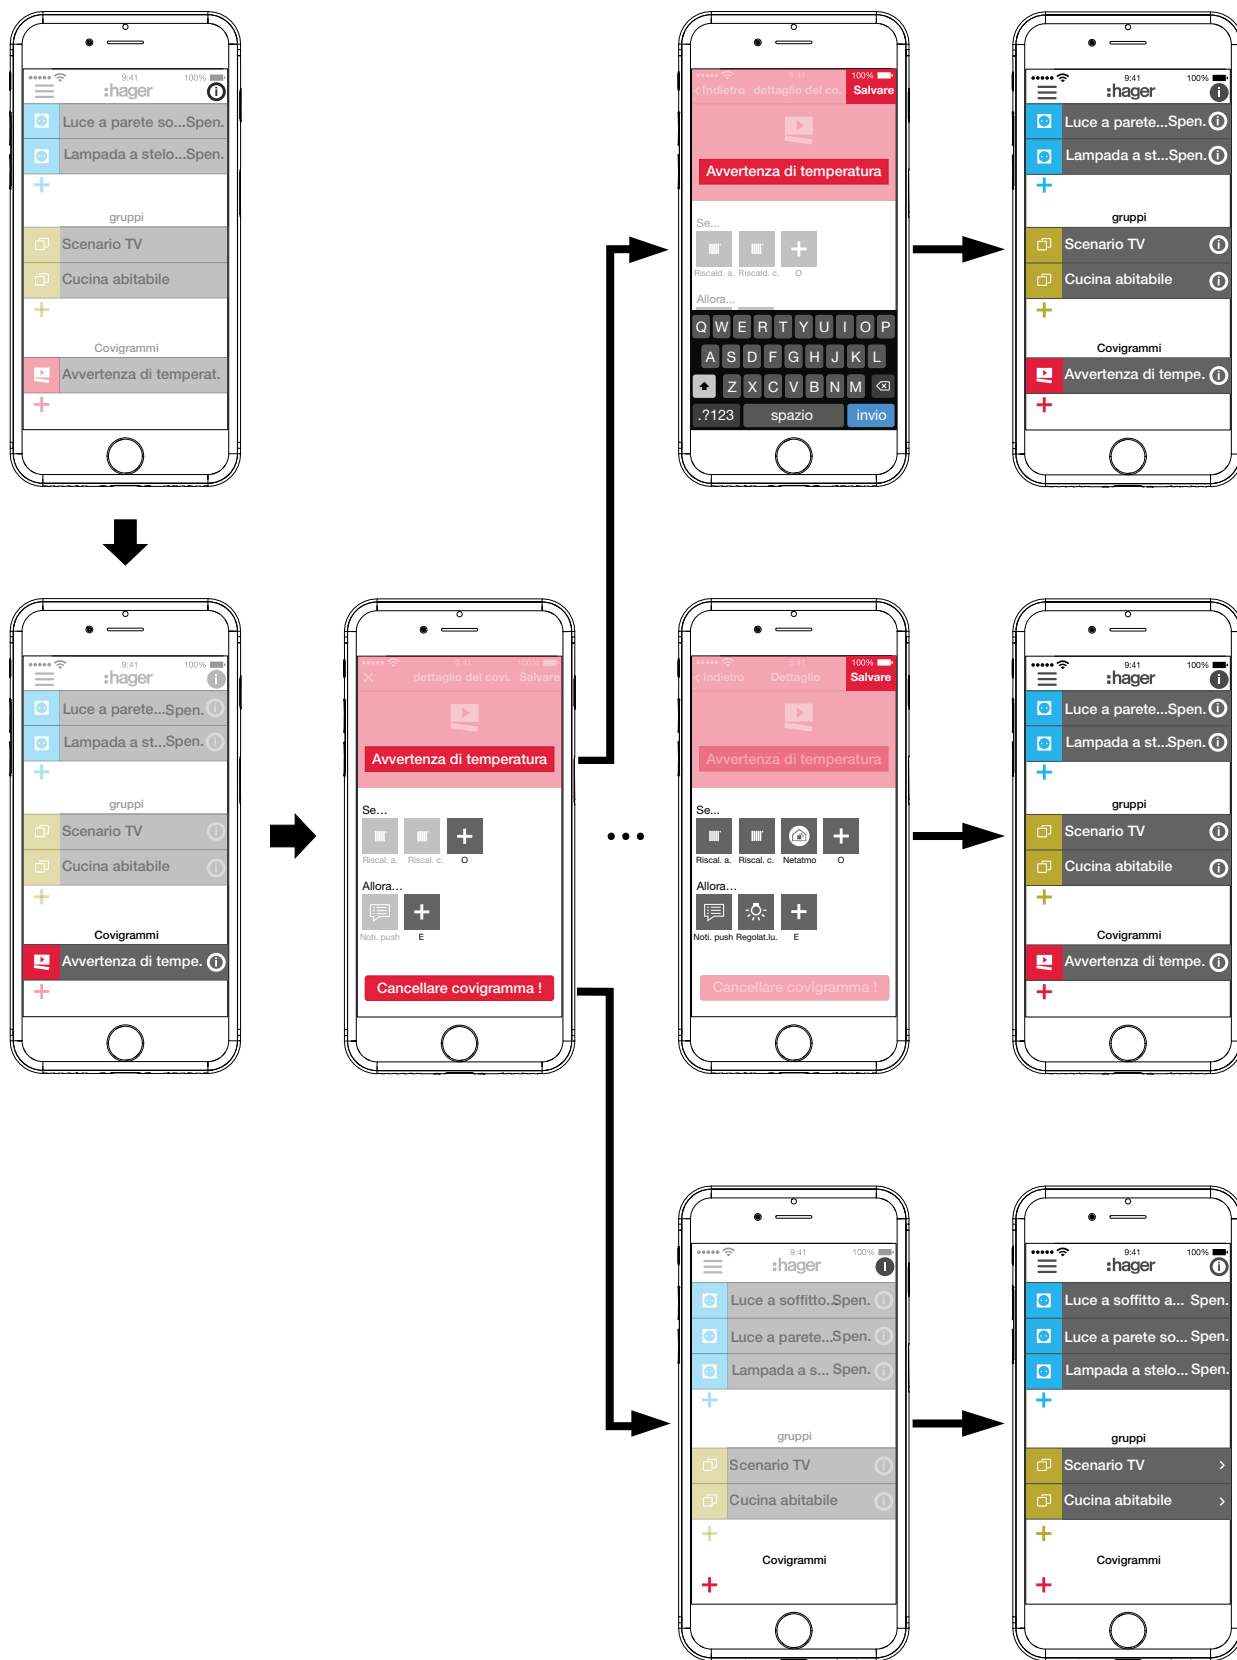 9:41 100%
:hager
Luce a parete so...Spen.
Lampada a stelo...Spen.
gruppi
Scenario TV
Cucina abitabile
Covigrammi
Avvertenza di temperat.
9:41 100%
< Indietro dettaglio del co. Salvare
Avvertenza di temperatura
Se...
Riscald. a. Riscald. c. O
Allora...
Q W E R T Y U I O P
A S D F G H J K L
Z X C V B N M
.?123 spazio invio
9:41 100%
:hager
Luce a parete...Spen.
Lampada a st...Spen.
gruppi
Scenario TV
Cucina abitabile
Covigrammi
Avvertenza di tempe.
9:41 100%
:hager
Luce a parete...Spen.
Lampada a st...Spen.
gruppi
Scenario TV
Cucina abitabile
Covigrammi
Avvertenza di tempe.
9:41 100%
dettaglio del covi. Salvare
Avvertenza di temperatura
Se...
Riscal. a. Riscal. c. O
Allora...
Noti. push E
Cancellare covigramma !
...
9:41 100%
< Indietro Dettaglio Salvare
Avvertenza di temperatura
Se...
Riscal. a. Riscal. c. Netatmo O
Allora...
Noti. push Regolat.lu. E
Cancellare covigramma !
9:41 100%
:hager
Luce a parete...Spen.
Lampada a st...Spen.
gruppi
Scenario TV
Cucina abitabile
Covigrammi
Avvertenza di tempe.
9:41 100%
:hager
Luce a soffitto..Spen.
Luce a parete...Spen.
Lampada a s... Spen.
gruppi
Scenario TV
Cucina abitabile
Covigrammi
9:41 100%
:hager
Luce a soffitto a... Spen.
Luce a parete so... Spen.
Lampada a stelo... Spen.
gruppi
Scenario TV >
Cucina abitabile >
Covigrammi